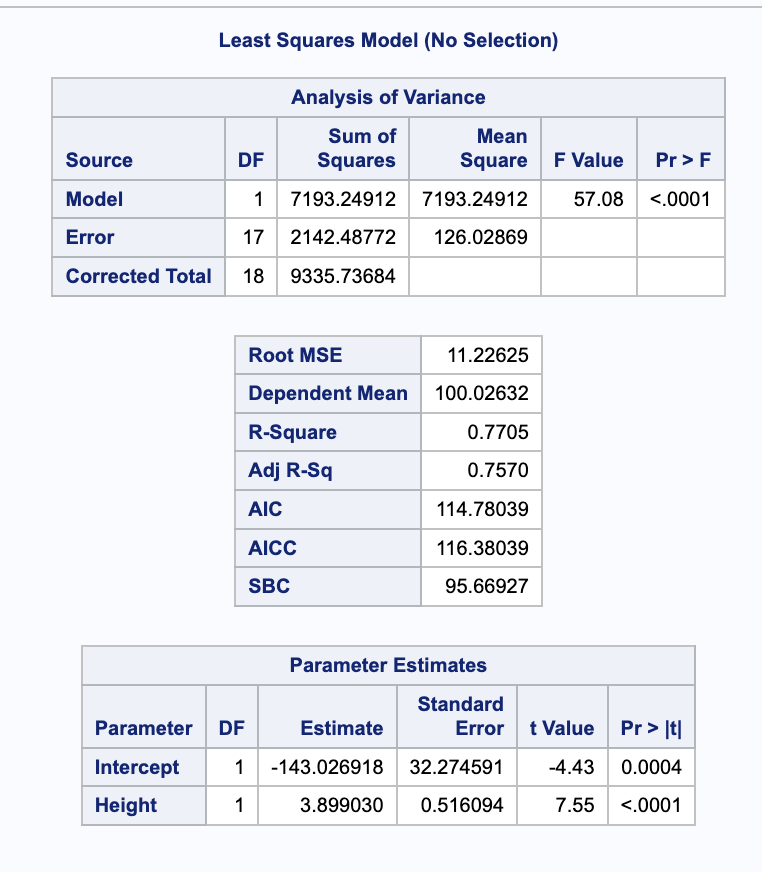 Least Squares Model (No Selection)
Analysis of Variance
Source DF Sum of Squares Mean Square F Value Pr > F
Model 1 7193.24912 7193.24912 57.08 <.0001
Error 17 2142.48772 126.02869
Corrected Total 18 9335.73684
Root MSE 11.22625
Dependent Mean 100.02632
R-Square 0.7705
Adj R-Sq 0.7570
AIC 114.78039
AICC 116.38039
SBC 95.66927
Parameter Estimates
Parameter DF Estimate Standard Error t Value Pr > |t|
Intercept 1 -143.026918 32.274591 -4.43 0.0004
Height 1 3.899030 0.516094 7.55 <.0001